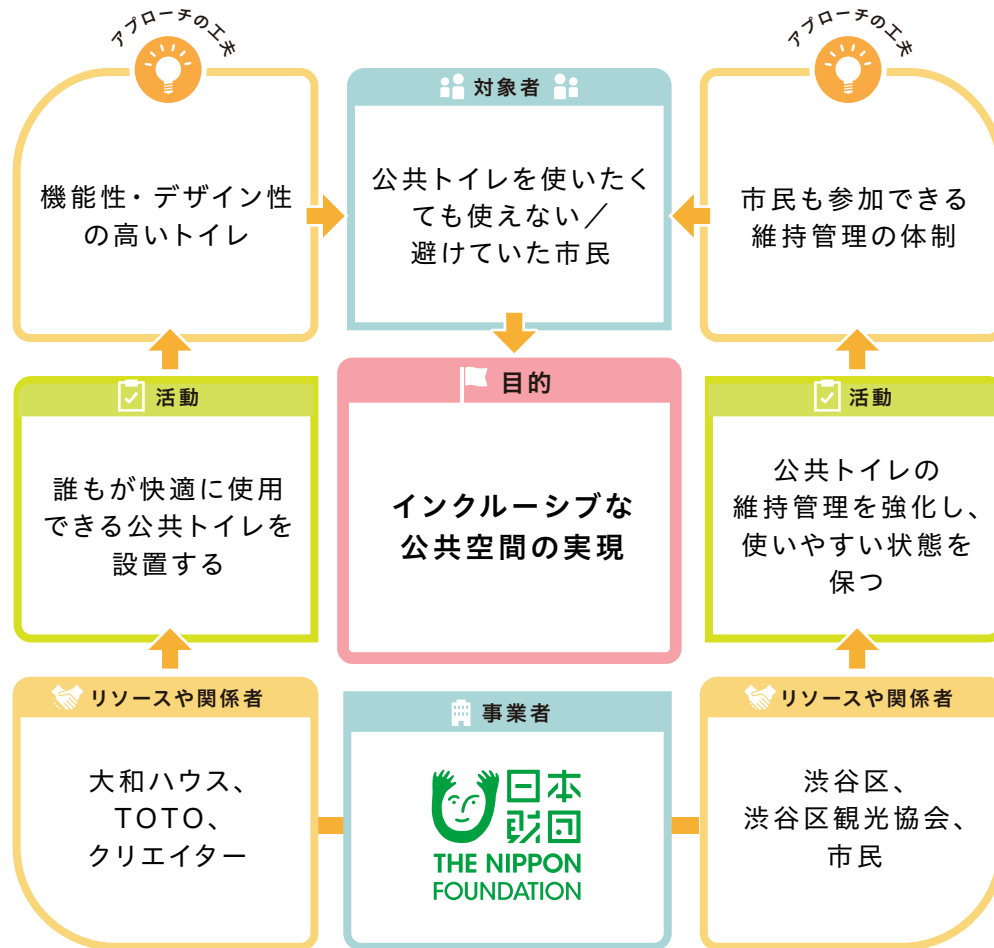 アプローチの工夫
機能性・デザイン性
の高いトイレ
対象者
公共トイレを使いたく
ても使えない／
避けていた市民
アプローチの工夫
市民も参加できる
維持管理の体制
活動
誰もが快適に使用
できる公共トイレを
設置する
目的
インクルーシブな
公共空間の実現
活動
公共トイレの
維持管理を強化し、
使いやすい状態を
保つ
リソースや関係者
大和ハウス、
TOTO、
クリエイター
事業者
日本
財団
THE NIPPON
FOUNDATION
リソースや関係者
渋谷区、
渋谷区観光協会、
市民